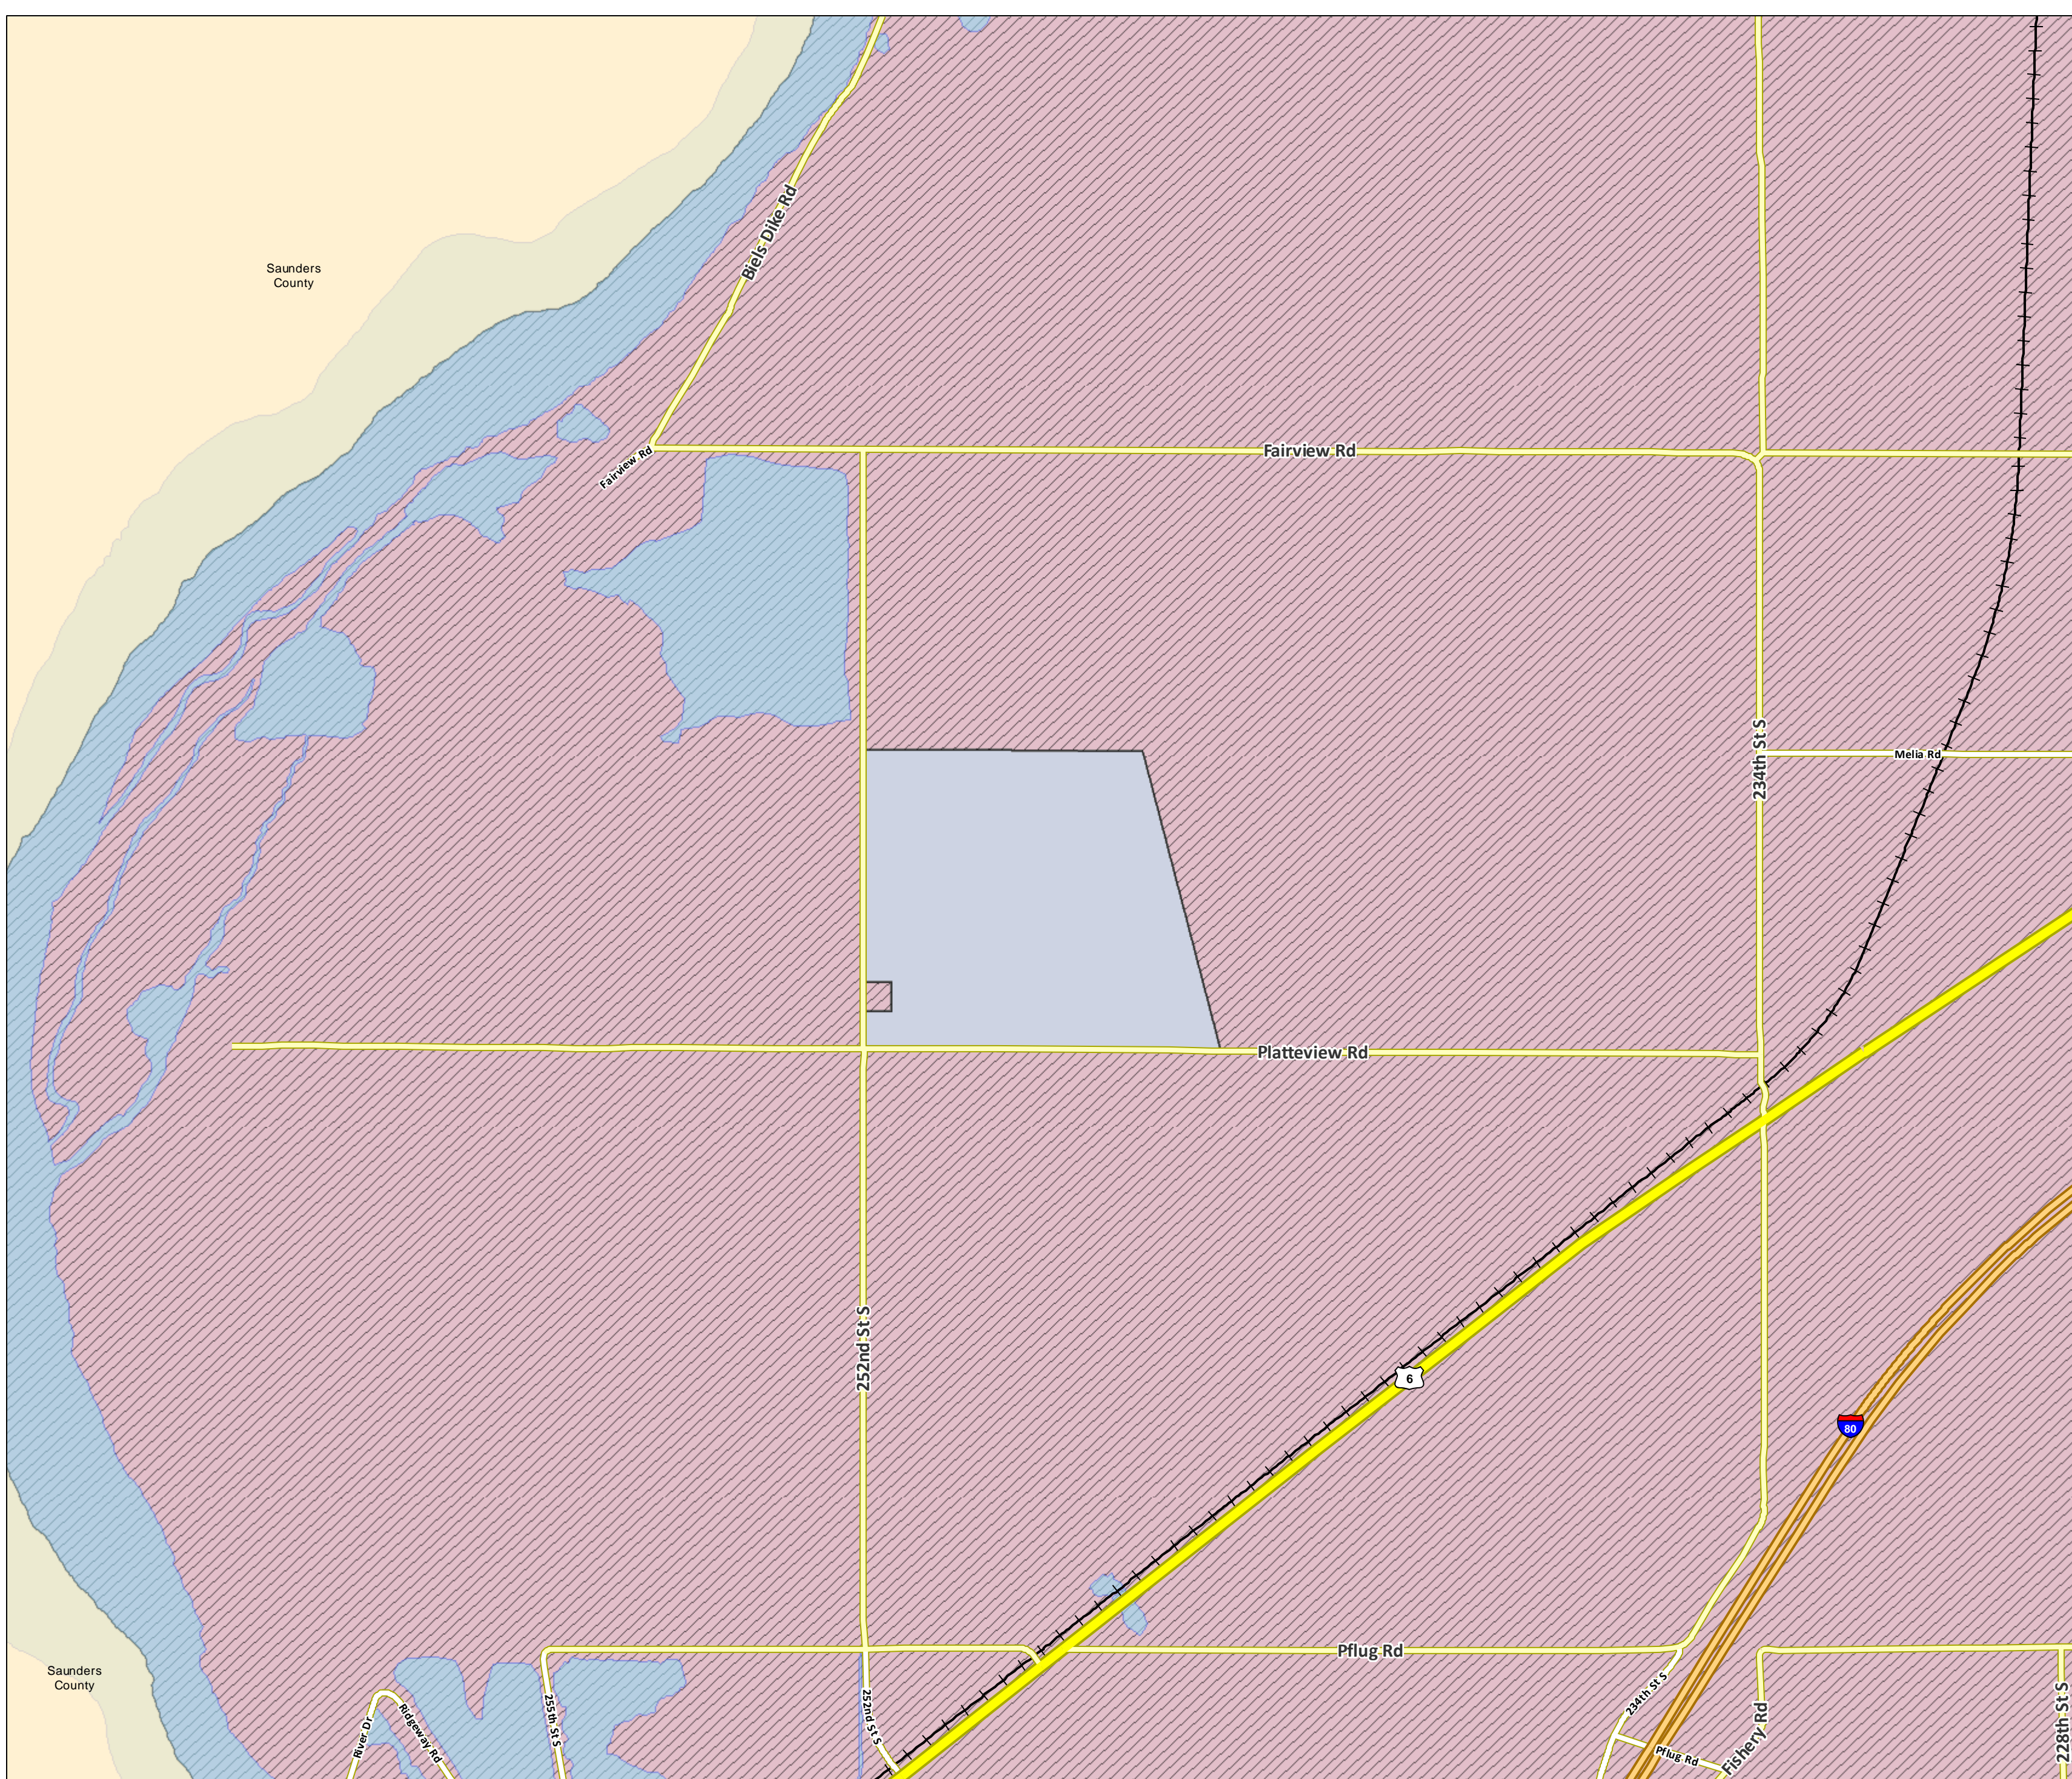 Biels Dike Rd
Saunders
County
Fairview Rd
Fairview Rd
234th St S
Melia Rd
Platteview Rd
252nd St S
6
80
Pflug Rd
Saunders
County
River Dr
Ridgeway Rd
255th St S
252nd St S
234th St S
Pflug Rd
Fishery Rd
228th St S